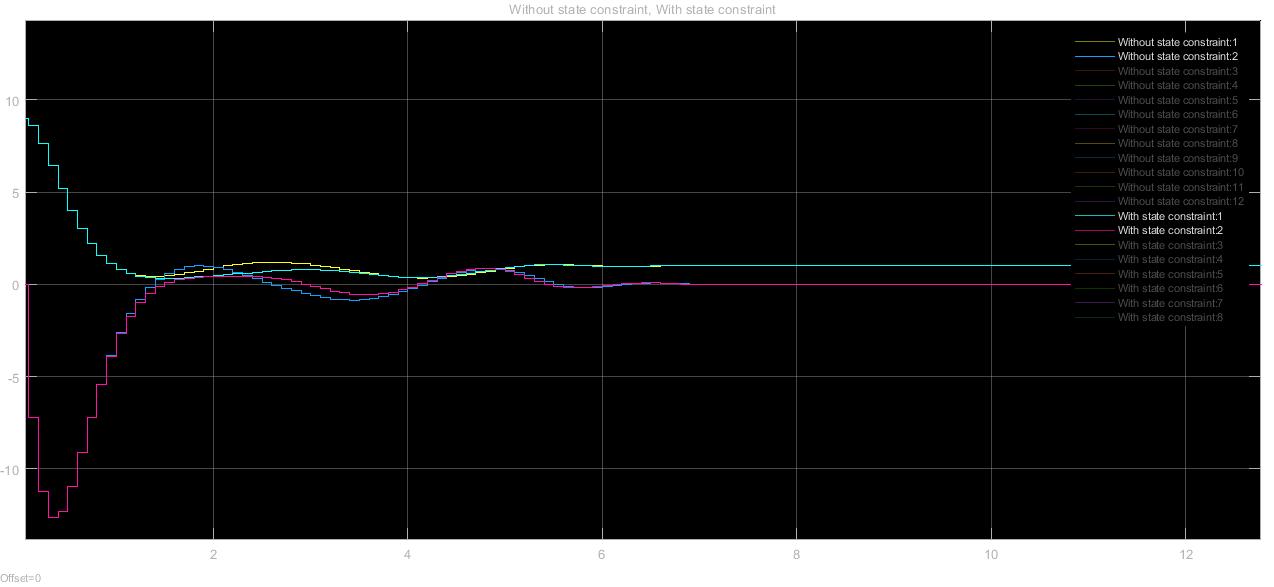 Without state constraint, With state constraint
Without state constraint:1
Without state constraint:2
Without state constraint:3
Without state constraint:4
Without state constraint:5
Without state constraint:6
Without state constraint:7
Without state constraint:8
Without state constraint:9
Without state constraint:10
Without state constraint:11
Without state constraint:12
With state constraint:1
With state constraint:2
With state constraint:3
With state constraint:4
With state constraint:5
With state constraint:6
With state constraint:7
With state constraint:8
10
5
0
-5
-10
2 4 6 8 10 12
Offset=0